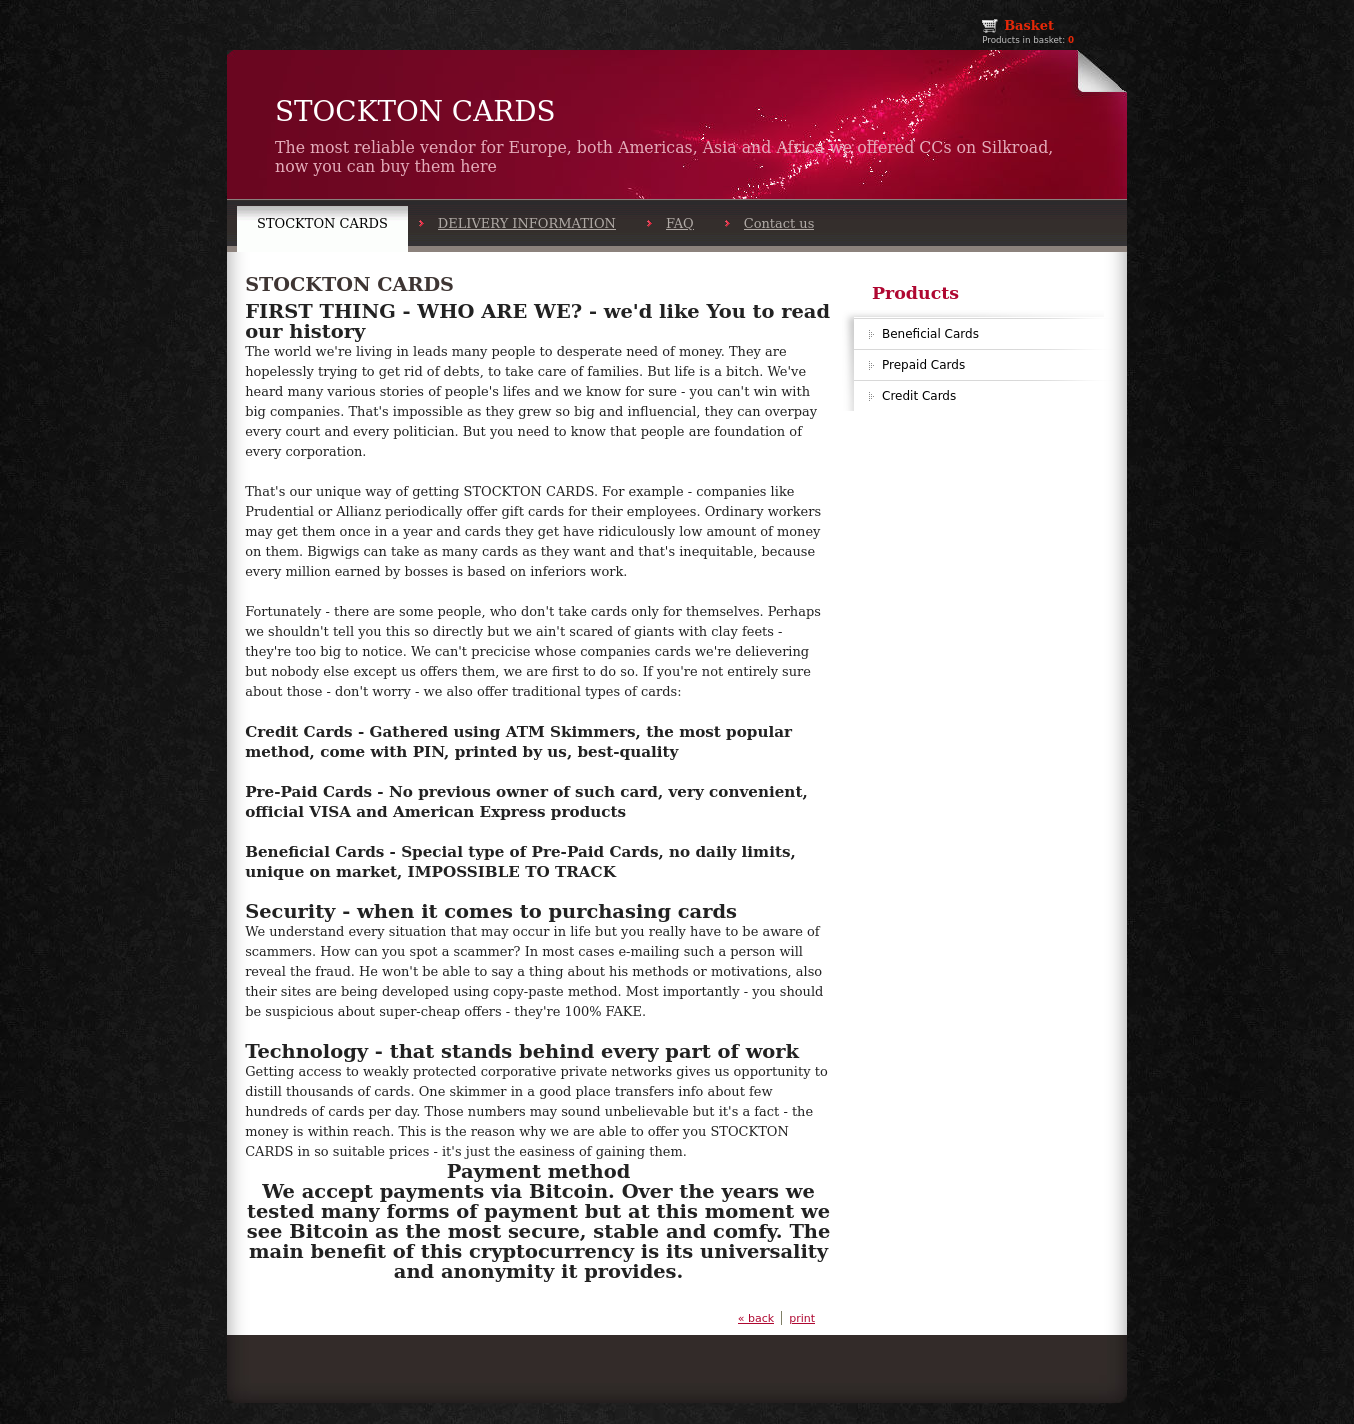 Basket
Products in basket: 0
STOCKTON CARDS
The most reliable vendor for Europe, both Americas, Asia and Africa we offered CCs on Silkroad,
now you can buy them here
STOCKTON CARDS
DELIVERY INFORMATION
FAQ
Contact us
STOCKTON CARDS
FIRST THING - WHO ARE WE? - we'd like You to read
our history
The world we're living in leads many people to desperate need of money. They are
hopelessly trying to get rid of debts, to take care of families. But life is a bitch. We've
heard many various stories of people's lifes and we know for sure - you can't win with
big companies. That's impossible as they grew so big and influencial, they can overpay
every court and every politician. But you need to know that people are foundation of
every corporation.
That's our unique way of getting STOCKTON CARDS. For example - companies like
Prudential or Allianz periodically offer gift cards for their employees. Ordinary workers
may get them once in a year and cards they get have ridiculously low amount of money
on them. Bigwigs can take as many cards as they want and that's inequitable, because
every million earned by bosses is based on inferiors work.
Fortunately - there are some people, who don't take cards only for themselves. Perhaps
we shouldn't tell you this so directly but we ain't scared of giants with clay feets -
they're too big to notice. We can't precicise whose companies cards we're delievering
but nobody else except us offers them, we are first to do so. If you're not entirely sure
about those - don't worry - we also offer traditional types of cards:
Credit Cards - Gathered using ATM Skimmers, the most popular
method, come with PIN, printed by us, best-quality
Pre-Paid Cards - No previous owner of such card, very convenient,
official VISA and American Express products
Beneficial Cards - Special type of Pre-Paid Cards, no daily limits,
unique on market, IMPOSSIBLE TO TRACK
Security - when it comes to purchasing cards
We understand every situation that may occur in life but you really have to be aware of
scammers. How can you spot a scammer? In most cases e-mailing such a person will
reveal the fraud. He won't be able to say a thing about his methods or motivations, also
their sites are being developed using copy-paste method. Most importantly - you should
be suspicious about super-cheap offers - they're 100% FAKE.
Technology - that stands behind every part of work
Getting access to weakly protected corporative private networks gives us opportunity to
distill thousands of cards. One skimmer in a good place transfers info about few
hundreds of cards per day. Those numbers may sound unbelievable but it's a fact - the
money is within reach. This is the reason why we are able to offer you STOCKTON
CARDS in so suitable prices - it's just the easiness of gaining them.
Payment method
We accept payments via Bitcoin. Over the years we
tested many forms of payment but at this moment we
see Bitcoin as the most secure, stable and comfy. The
main benefit of this cryptocurrency is its universality
and anonymity it provides.
« back
print
Products
Beneficial Cards
Prepaid Cards
Credit Cards